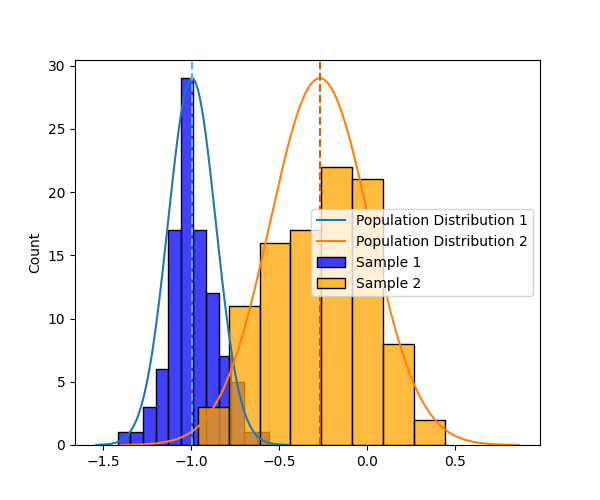 30
25
20
15
10
5
0
Count
Population Distribution 1
Population Distribution 2
Sample 1
Sample 2
−1.5 −1.0 −0.5 0.0 0.5